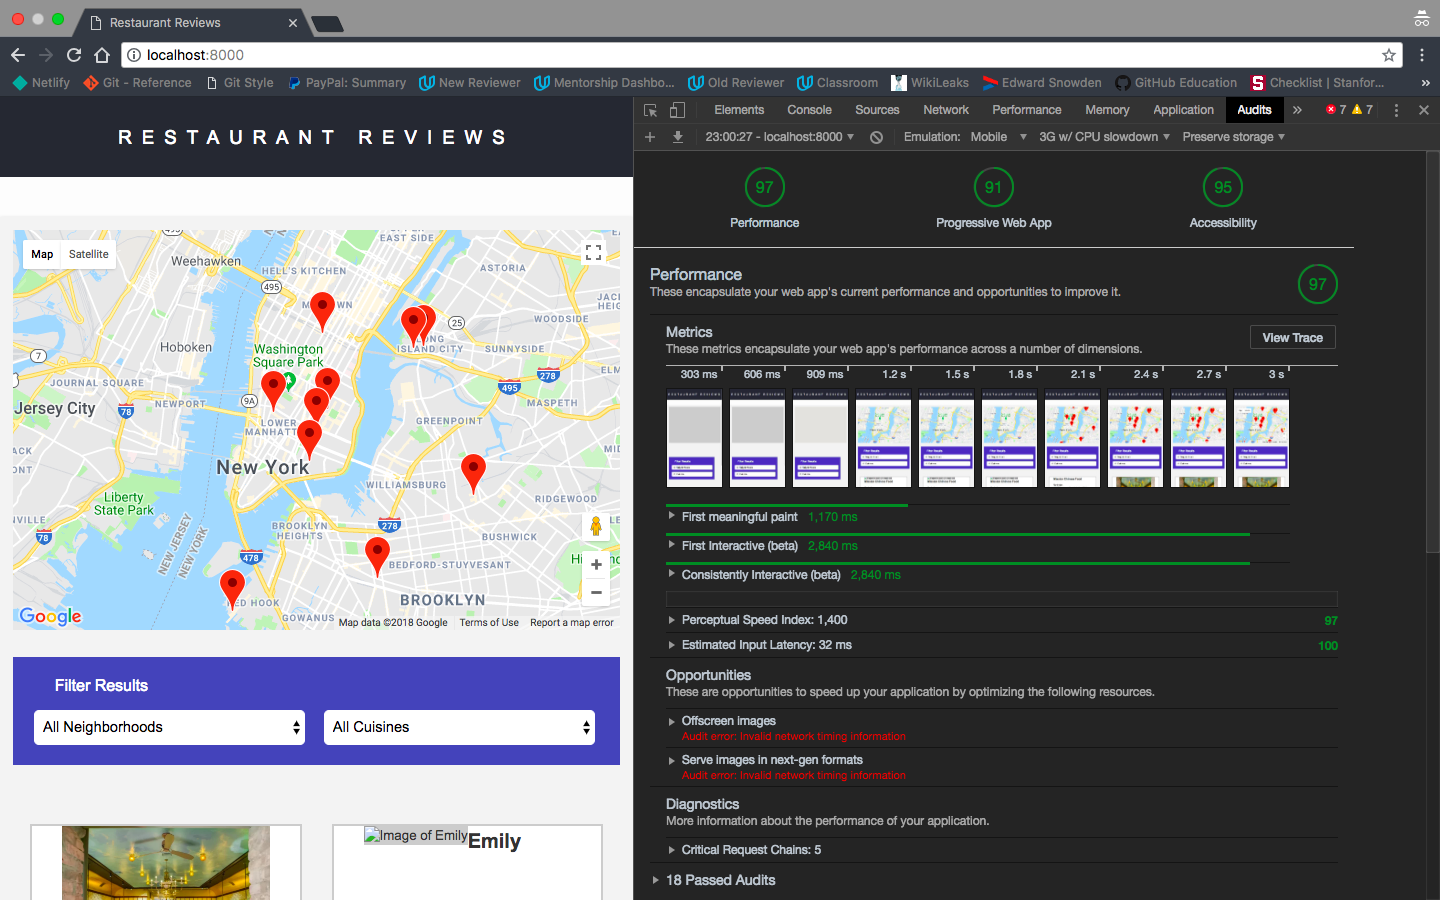 Restaurant Reviews
localhost:8000
Netlify
Git - Reference
Git Style
PayPal: Summary
New Reviewer
Mentorship Dashbo...
Old Reviewer
Classroom
WikiLeaks
Edward Snowden
GitHub Education
Checklist | Stanfor...
»
RESTAURANT REVIEWS
Map
Satellite
495
UPPER
EAST SIDE
Weehawken
HELL'S KITCHEN
ASTORIA
495
25
WOODSIDE
Hoboken
Washington
Square Park
ISLAND CITY
SUNNYSIDE
7
JOURNAL SQUARE
278
495
MASPETH
NEWPORT
9A
Jersey City
78
LOWER
MANHATTAN
GREENPOINT
New York
WILLIAMSBURG
RIDGEWOOD
Liberty
State Park
BROOKLYN
HEIGHTS
278
78
NEW JERSEY
NEW YORK
BUSHWICK
478
BEDFORD-STUYVESANT
RED HOOK
BROOKLYN
GOWANUS
Google
Map data ©2018 Google
Terms of Use
Report a map error
Filter Results
All Neighborhoods
All Cuisines
Image of Emily
Emily
Elements
Console
Sources
Network
Performance
Memory
Application
Audits
»
7
7
23:00:27 - localhost:8000
Emulation:
Mobile
3G w/ CPU slowdown
Preserve storage
97
91
95
Performance
Progressive Web App
Accessibility
Performance
These encapsulate your web app's current performance and opportunities to improve it.
97
Metrics
These metrics encapsulate your web app's performance across a number of dimensions.
View Trace
303 ms
606 ms
909 ms
1.2 s
1.5 s
1.8 s
2.1 s
2.4 s
2.7 s
3 s
First meaningful paint 1,170 ms
First Interactive (beta) 2,840 ms
Consistently Interactive (beta) 2,840 ms
Perceptual Speed Index: 1,400
97
Estimated Input Latency: 32 ms
100
Opportunities
These are opportunities to speed up your application by optimizing the following resources.
Offscreen images
Audit error: Invalid network timing information
Serve images in next-gen formats
Audit error: Invalid network timing information
Diagnostics
More information about the performance of your application.
Critical Request Chains: 5
18 Passed Audits